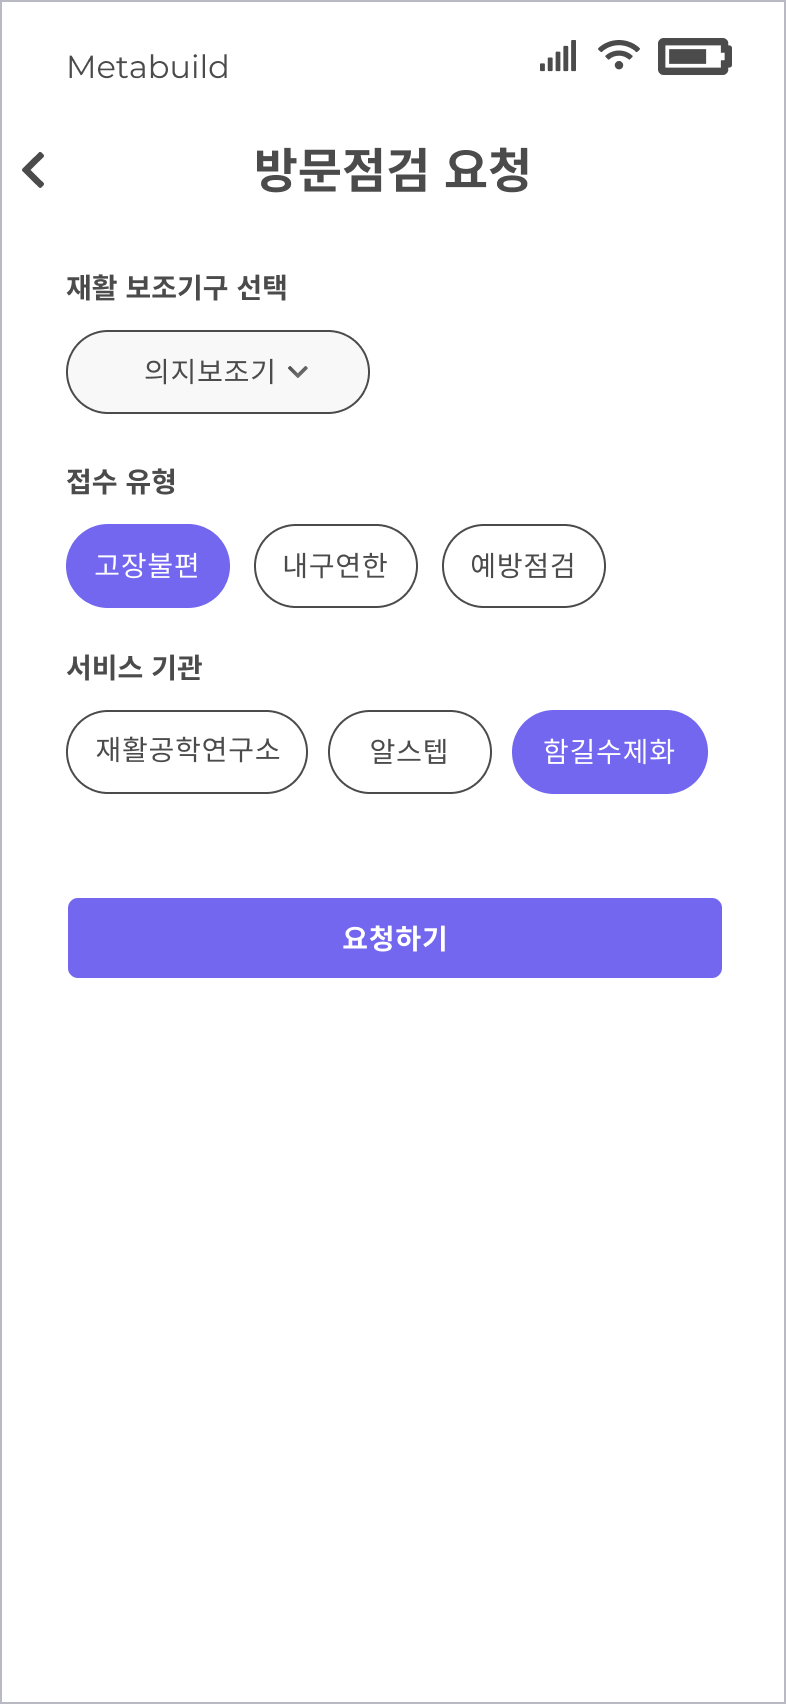 Metabuild
방문점검 요청
재활 보조기구 선택
의지보조기
접수 유형
고장불편 내구연한 예방점검
서비스 기관
재활공학연구소 알스텝 함길수제화
요청하기